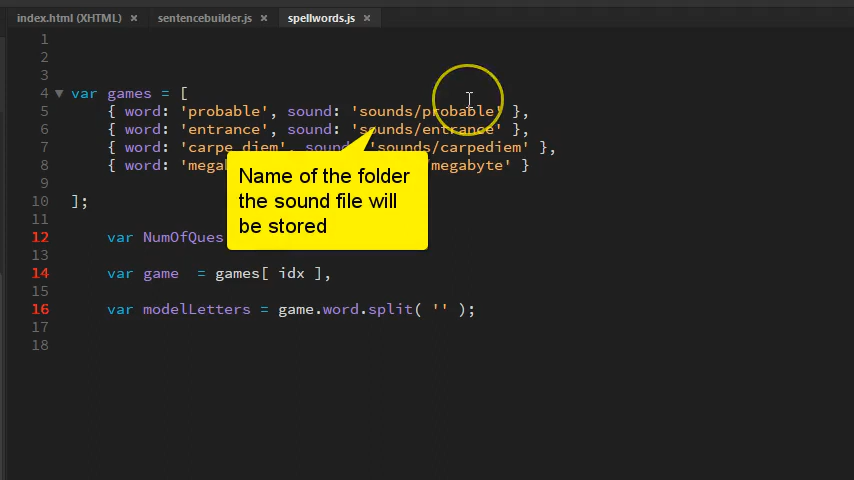 index.html (XHTML) × sentencebuilder.js × spellwords.js ×
1
2
3
4 ▼ var games = [
5 { word: 'probable', sound: 'sounds/probable' },
6 { word: 'entrance', sound: 'sounds/entrance' },
7 { word: 'carpe diem', sound: 'sounds/carpediem' },
8 { word: 'megab /megabyte' }
9
10 ];
11
12 var NumOfQues
13
14 var game = games[ idx ],
15
16 var modelLetters = game.word.split( '' );
17
18
Name of the folder
the sound file will
be stored